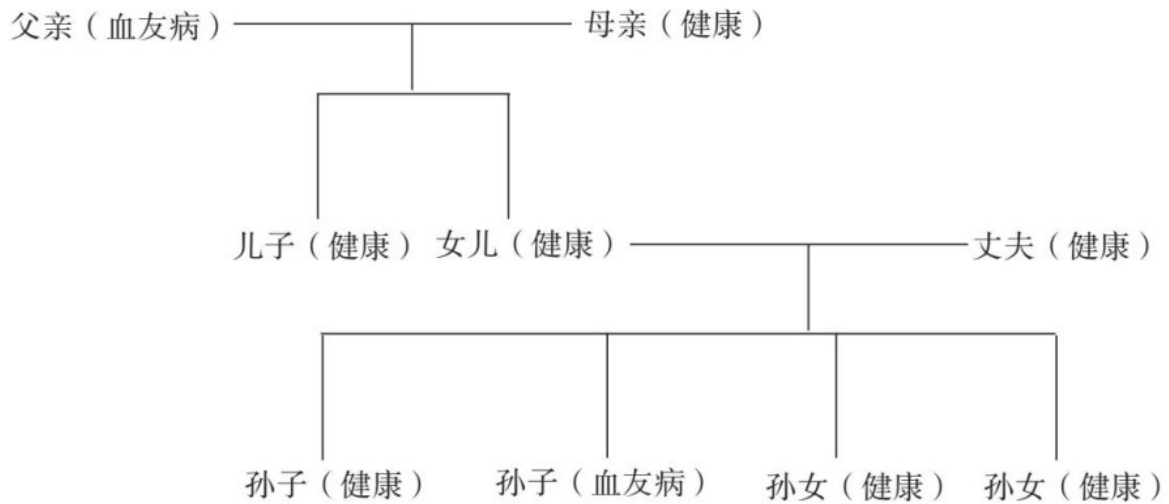 父亲（血友病） 母亲（健康）
儿子（健康） 女儿（健康） 丈夫（健康）
孙子（健康） 孙子（血友病） 孙女（健康） 孙女（健康）